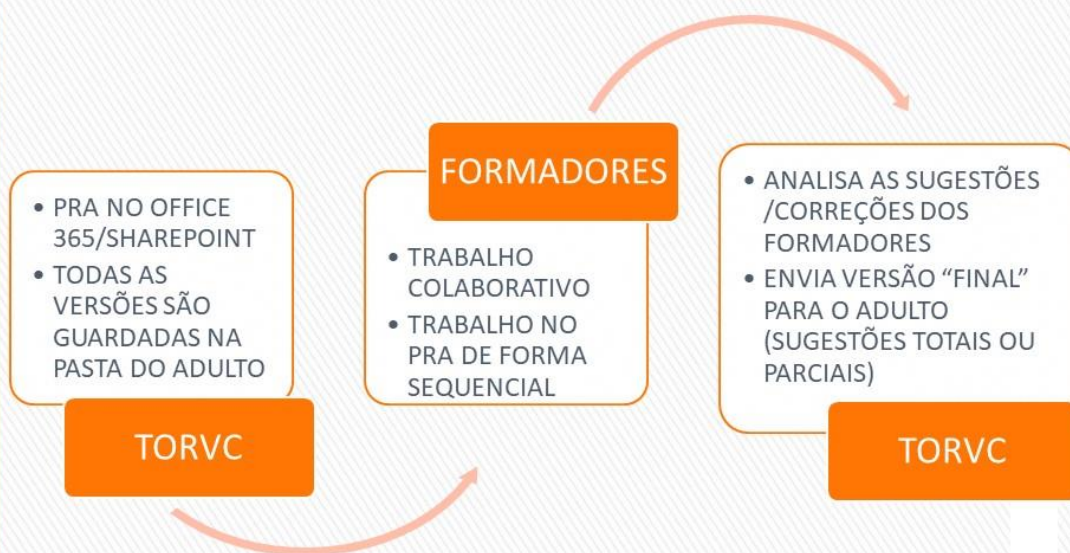 • PRA NO OFFICE
365/SHAREPOINT
• TODAS AS
VERSÕES SÃO
GUARDADAS NA
PASTA DO ADULTO
TORVC
FORMADORES
• TRABALHO
COLABORATIVO
• TRABALHO NO
PRA DE FORMA
SEQUENCIAL
• ANALISA AS SUGESTÕES
/CORREÇÕES DOS
FORMADORES
• ENVIA VERSÃO “FINAL”
PARA O ADULTO
(SUGESTÕES TOTAIS OU
PARCIAIS)
TORVC